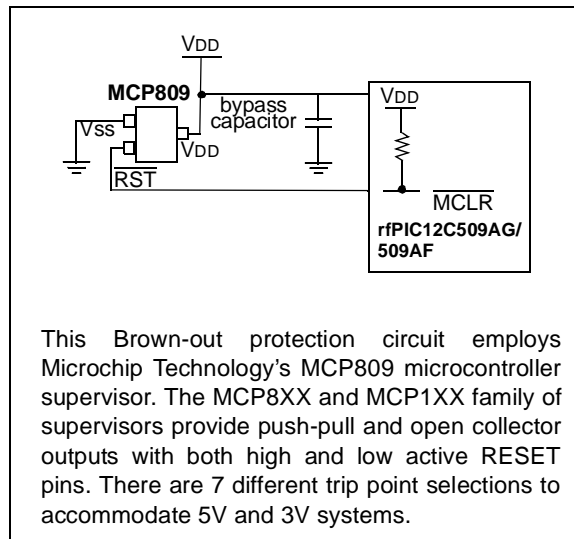 VDD
MCP809
bypass
capacitor
VDD
Vss
VDD
RST
MCLR
rfPIC12C509AG/
509AF
This Brown-out protection circuit employs
Microchip Technology's MCP809 microcontroller
supervisor. The MCP8XX and MCP1XX family of
supervisors provide push-pull and open collector
outputs with both high and low active RESET
pins. There are 7 different trip point selections to
accommodate 5V and 3V systems.